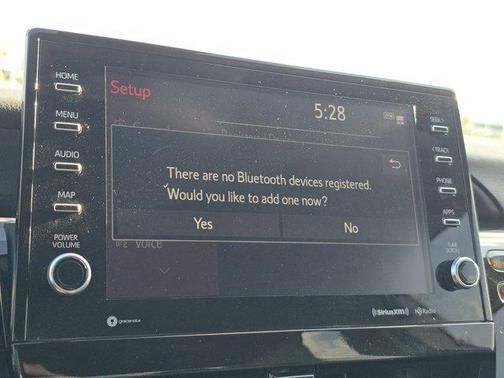 HOME
MENU
AUDIO
MAP
POWER
VOLUME
Setup
5:28
There are no Bluetooth devices registered.
Would you like to add one now?
Yes
No
Voice
SEEK >
< TRACK
PHONE
APPS
TUNE
SCROLL
gracenote
SiriusXM
HD Radio